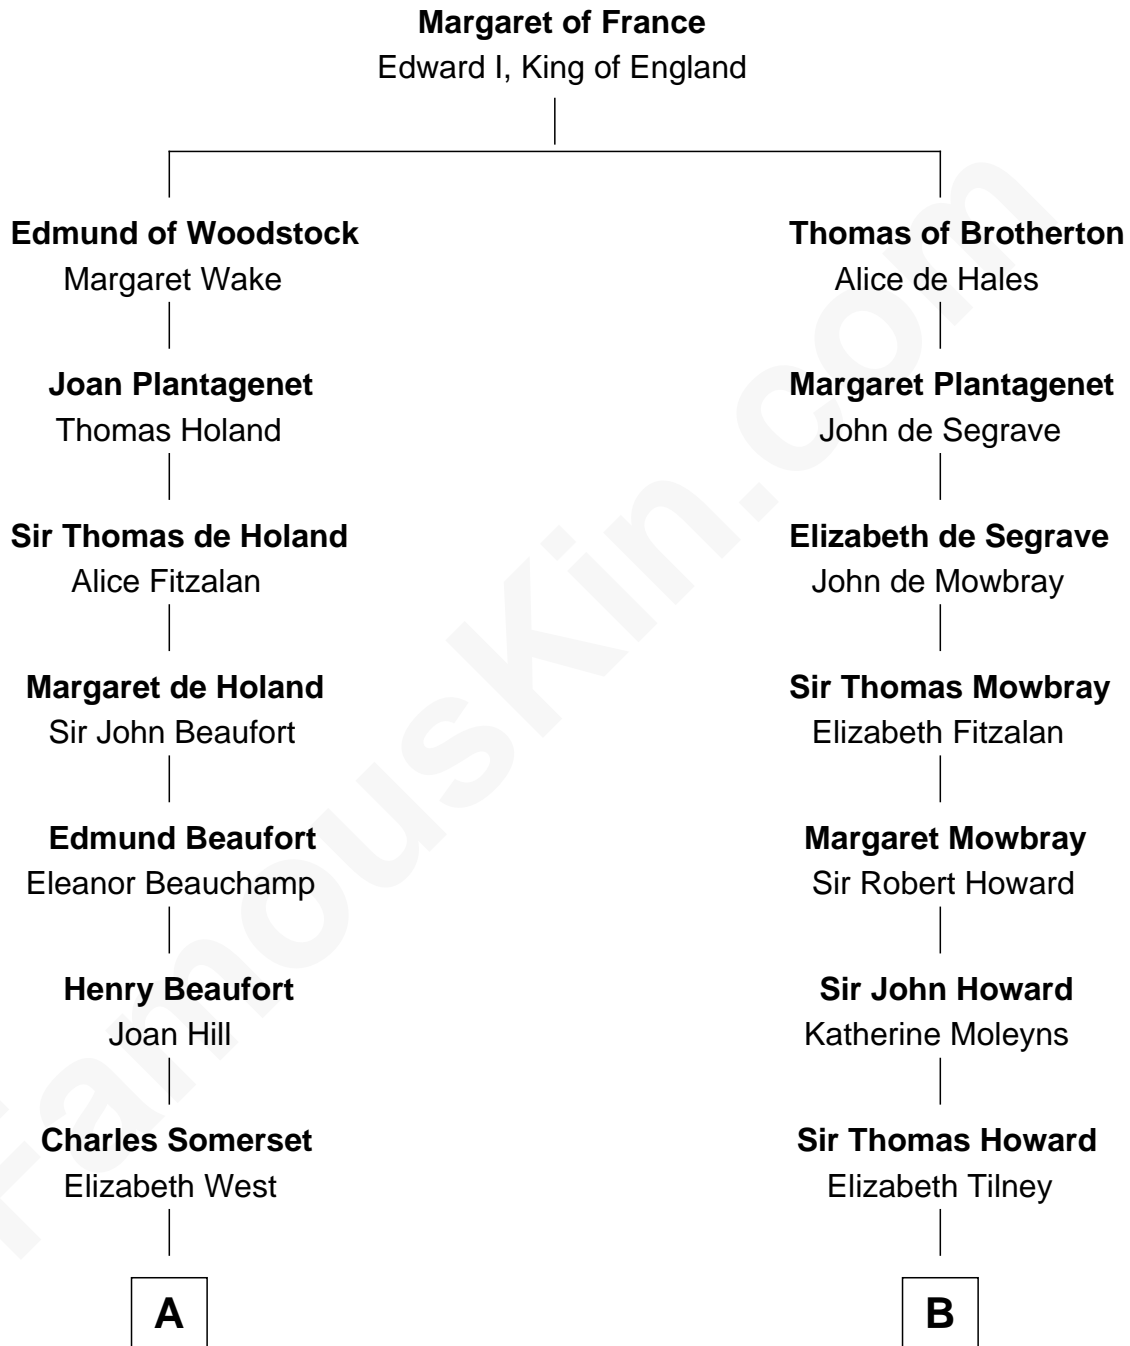 Margaret of France
Edward I, King of England
Edmund of Woodstock
Margaret Wake
Thomas of Brotherton
Alice de Hales
Joan Plantagenet
Thomas Holand
Margaret Plantagenet
John de Segrave
Sir Thomas de Holand
Alice Fitzalan
Elizabeth de Segrave
John de Mowbray
Margaret de Holand
Sir John Beaufort
Sir Thomas Mowbray
Elizabeth Fitzalan
Edmund Beaufort
Eleanor Beauchamp
Margaret Mowbray
Sir Robert Howard
Henry Beaufort
Joan Hill
Sir John Howard
Katherine Moleyns
Charles Somerset
Elizabeth West
Sir Thomas Howard
Elizabeth Tilney
A
B
FamousKin.com